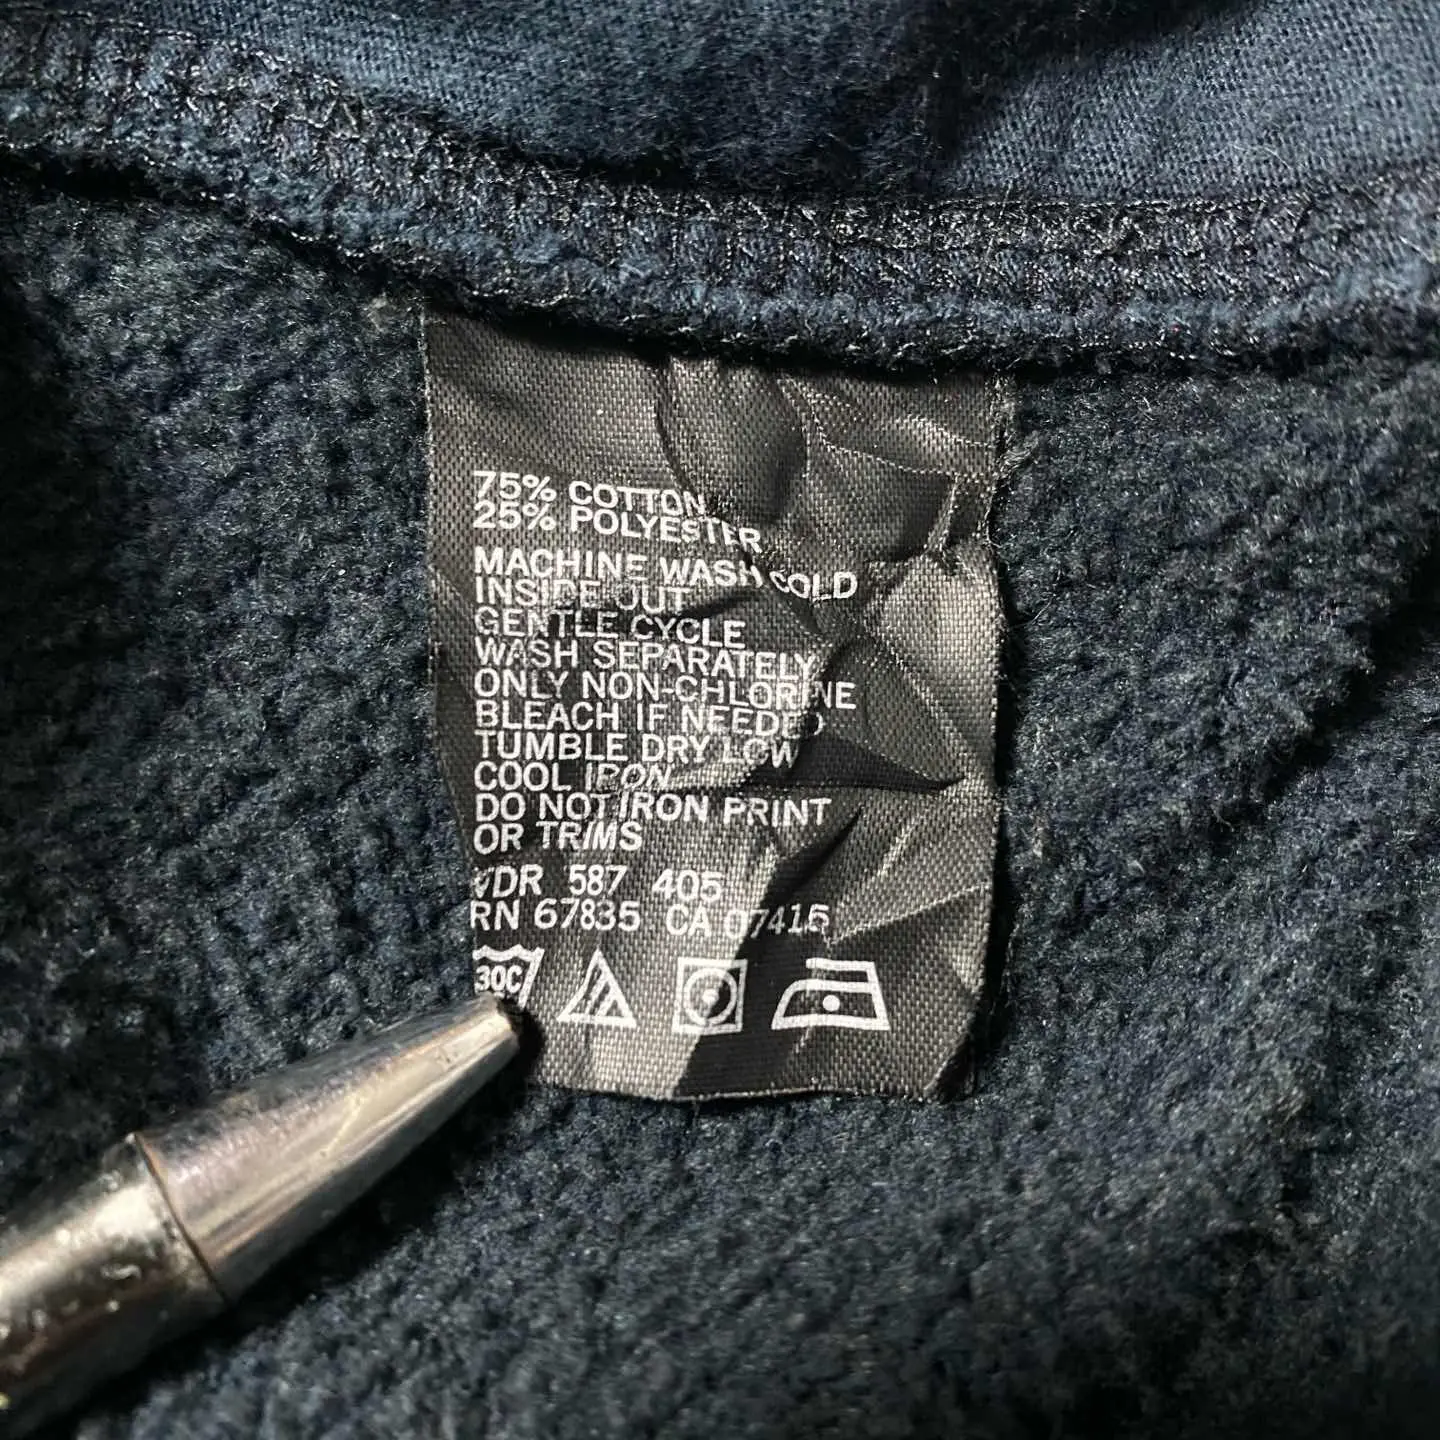 75% COTTON
25% POLYESTER
MACHINE WASH COLD
INSIDE OUT
GENTLE CYCLE
WASH SEPARATELY
ONLY NON-CHLORINE
BLEACH IF NEEDED
TUMBLE DRY LOW
COOL IRON
DO NOT IRON PRINT
OR TRIMS
VDR 587 405
RN 67835 CA 07415
30C